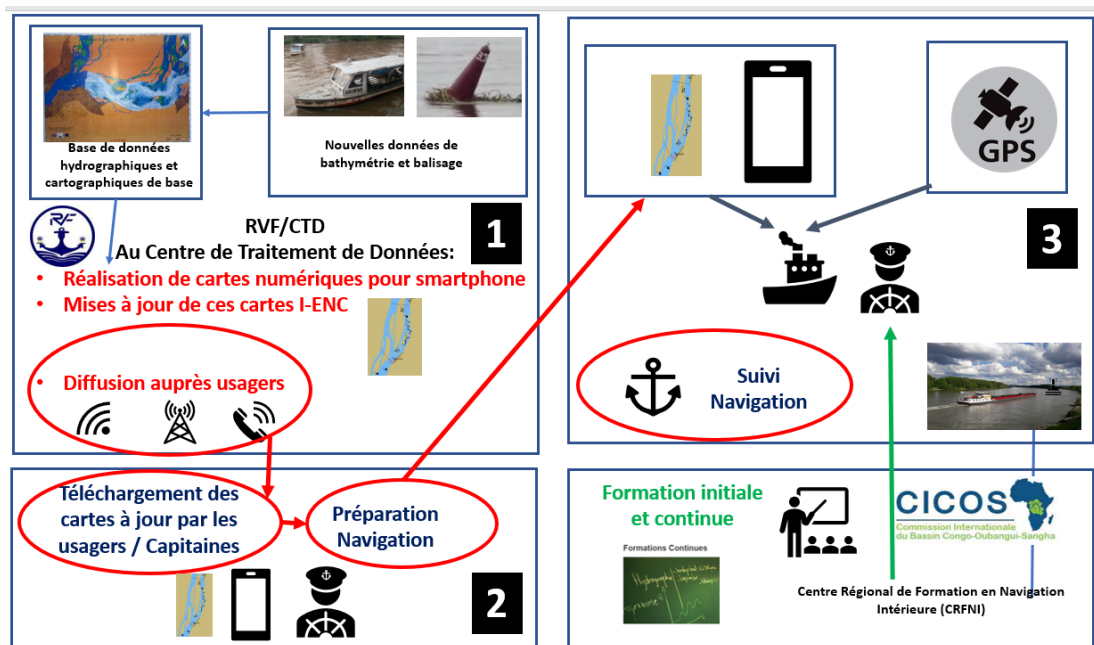 Base de données
hydrographiques et
cartographiques de base
Nouvelles données de
bathymétrie et balisage
RVF
RVF/CTD
Au Centre de Traitement de Données:
1
• Réalisation de cartes numériques pour smartphone
• Mises à jour de ces cartes I-ENC
• Diffusion auprès usagers
Téléchargement des
cartes à jour par les
usagers / Capitaines
Préparation
Navigation
2
GPS
3
Suivi
Navigation
Formation initiale
et continue
Formations Continues
CICOS
Commission Internationale
du Bassin Congo-Oubangui-Sangha
Centre Régional de Formation en Navigation
Intérieure (CRFNI)